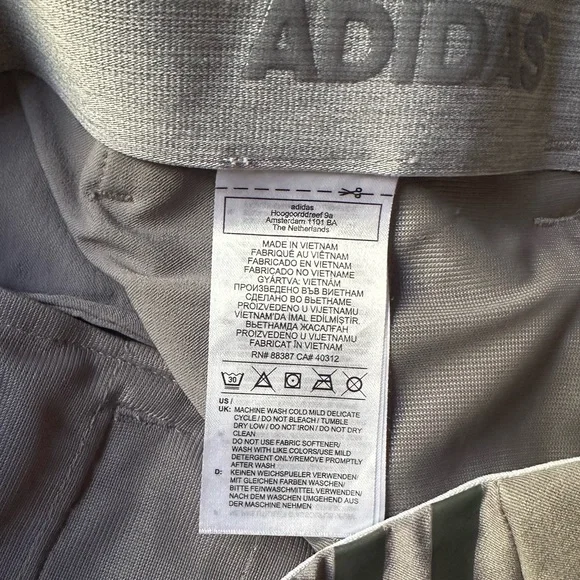 ADIDAS
adidas
Hoogoorddreef 9a
Amsterdam 1101 BA
The Netherlands
MADE IN VIETNAM
FABRIQUÉ AU VIÊTNAM
FABRICADO EN VIETNAM
FABRICADO NO VIETNAME
GYÁRTVA: VIETNÁM
ПРОИЗВЕДЕНО ВЪВ ВИЕТНАМ
СДЕЛАНО ВО ВЬЕТНАМЕ
PROIZVEDENO U VIJETNAMU
VİETNAM'DA İMAL EDİLMİŞTİR.
ВЬЕТНАМДА ЖАСАЛҒАН
PROIZVEDENO U VIJETNAMU
FABRICAT ÎN VIETNAM
RN# 88387 CA# 40312
30
US /
UK: MACHINE WASH COLD MILD DELICATE
CYCLE / DO NOT BLEACH / TUMBLE
DRY LOW / DO NOT IRON / DO NOT DRY
CLEAN
DO NOT USE FABRIC SOFTENER/
WASH WITH LIKE COLORS/USE MILD
DETERGENT ONLY/REMOVE PROMPTLY
AFTER WASH
D: KEINEN WEICHSPUELER VERWENDEN/
MIT GLEICHEN FARBEN WASCHEN/
BITTE FEINWASCHMITTEL VERWENDEN/
NACH DEM WASCHEN UMGEHEND AUS
DER MASCHINE NEHMEN